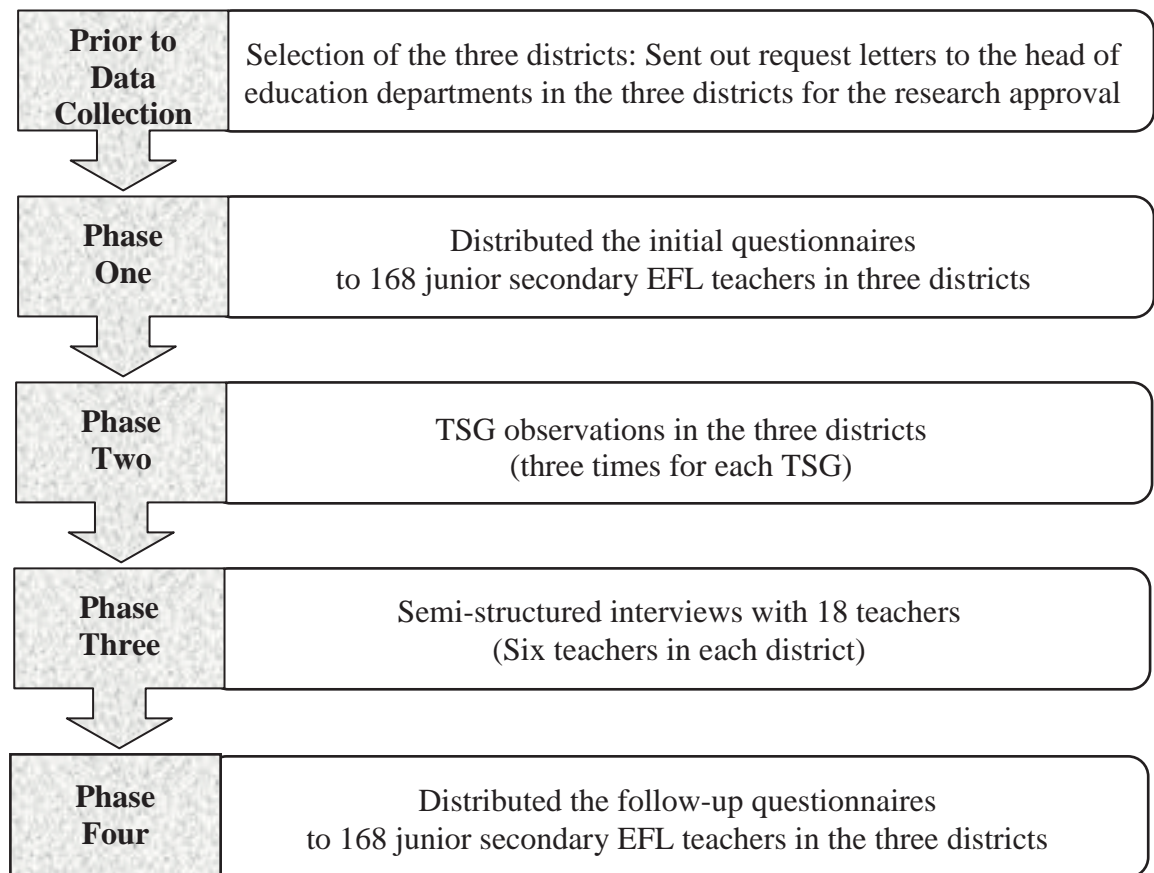 Prior to
Data
Collection
Selection of the three districts: Sent out request letters to the head of
education departments in the three districts for the research approval
Phase
One
Distributed the initial questionnaires
to 168 junior secondary EFL teachers in three districts
Phase
Two
TSG observations in the three districts
(three times for each TSG)
Phase
Three
Semi-structured interviews with 18 teachers
(Six teachers in each district)
Phase
Four
Distributed the follow-up questionnaires
to 168 junior secondary EFL teachers in the three districts